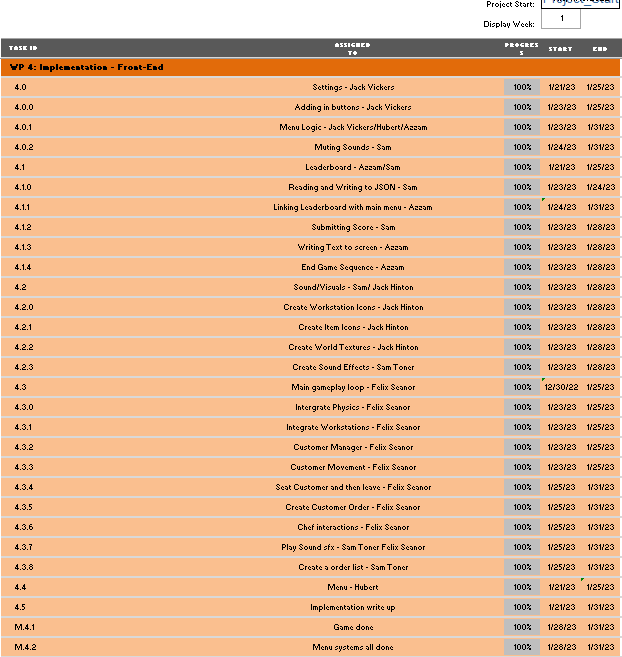 Project Start:
Display Week: 1
TASK ID ASSIGNED TO PROGRESS START END
WP 4: Implementation - Front-End
4.0 Settings - Jack Vickers 100% 1/21/23 1/25/23
4.0.0 Adding in buttons - Jack Vickers 100% 1/23/23 1/25/23
4.0.1 Menu Logic - Jack Vickers/Hubert/Azzam 100% 1/23/23 1/31/23
4.0.2 Muting Sounds - Sam 100% 1/24/23 1/31/23
4.1 Leaderboard - Azzam/Sam 100% 1/21/23 1/25/23
4.1.0 Reading and Writing to JSON - Sam 100% 1/23/23 1/24/23
4.1.1 Linking Leaderboard with main menu - Azzam 100% 1/24/23 1/31/23
4.1.2 Submitting Score - Sam 100% 1/23/23 1/28/23
4.1.3 Writing Text to screen - Azzam 100% 1/23/23 1/28/23
4.1.4 End Game Sequence - Azzam 100% 1/23/23 1/28/23
4.2 Sound/Visuals - Sam/ Jack Hinton 100% 1/23/23 1/28/23
4.2.0 Create Workstation Icons - Jack Hinton 100% 1/23/23 1/28/23
4.2.1 Create Item Icons - Jack Hinton 100% 1/23/23 1/28/23
4.2.2 Create World Textures - Jack Hinton 100% 1/23/23 1/28/23
4.2.3 Create Sound Effects - Sam Toner 100% 1/23/23 1/28/23
4.3 Main gameplay loop - Felix Seanor 100% 12/30/22 1/25/23
4.3.0 Intergrate Physics - Felix Seanor 100% 1/23/23 1/25/23
4.3.1 Integrate Workstations - Felix Seanor 100% 1/23/23 1/25/23
4.3.2 Customer Manager - Felix Seanor 100% 1/23/23 1/25/23
4.3.3 Customer Movement - Felix Seanor 100% 1/23/23 1/25/23
4.3.4 Seat Customer and then leave - Felix Seanor 100% 1/25/23 1/31/23
4.3.5 Create Customer Order - Felix Seanor 100% 1/25/23 1/31/23
4.3.6 Chef interactions - Felix Seanor 100% 1/25/23 1/31/23
4.3.7 Play Sound sfx - Sam Toner Felix Seanor 100% 1/25/23 1/31/23
4.3.8 Create a order list - Sam Toner 100% 1/25/23 1/31/23
4.4 Menu - Hubert 100% 1/21/23 1/25/23
4.5 Implementation write up 100% 1/21/23 1/31/23
M.4.1 Game done 100% 1/28/23 1/31/23
M.4.2 Menu systems all done 100% 1/28/23 1/31/23